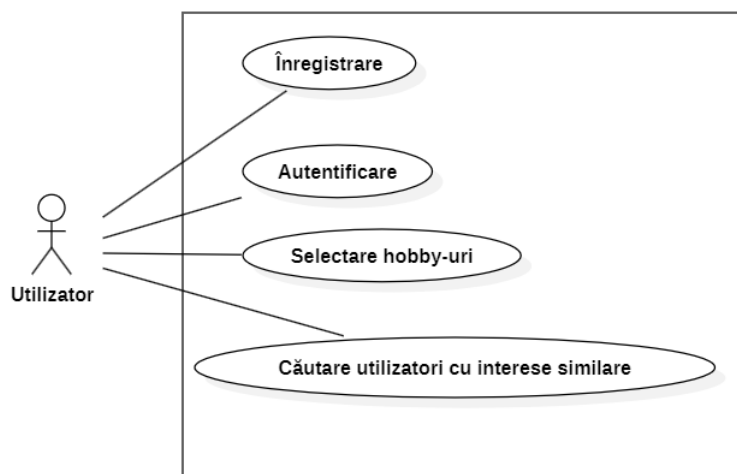 Înregistrare
Autentificare
Selectare hobby-uri
Utilizator
Căutare utilizatori cu interese similare